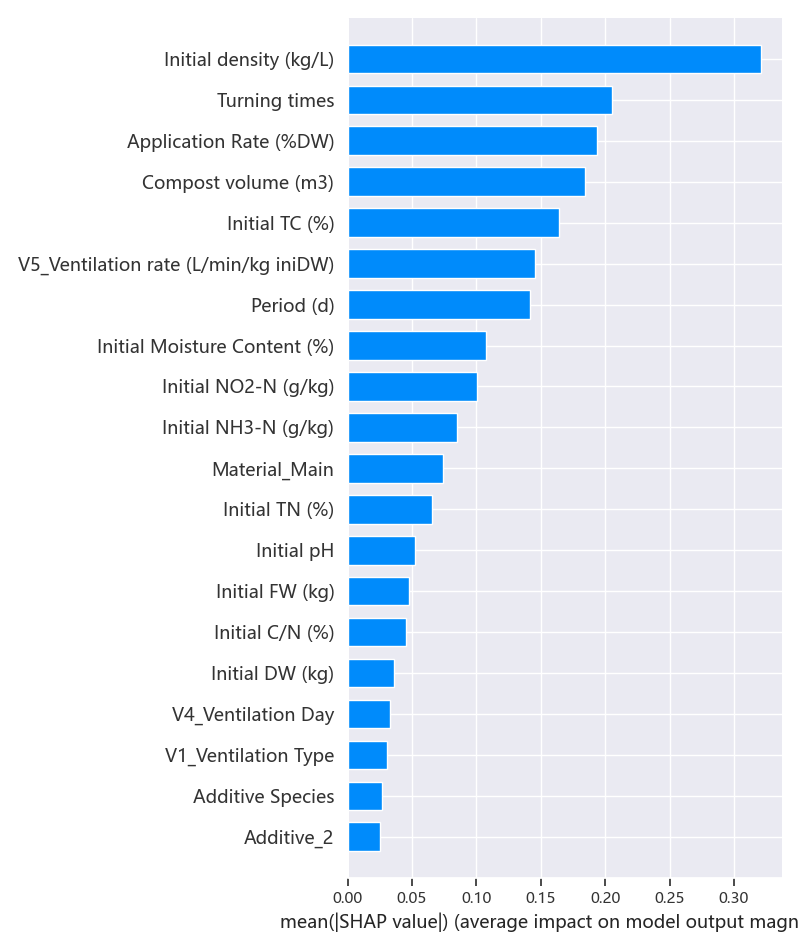 Initial density (kg/L)
Turning times
Application Rate (%DW)
Compost volume (m3)
Initial TC (%)
V5_Ventilation rate (L/min/kg iniDW)
Period (d)
Initial Moisture Content (%)
Initial NO2-N (g/kg)
Initial NH3-N (g/kg)
Material_Main
Initial TN (%)
Initial pH
Initial FW (kg)
Initial C/N (%)
Initial DW (kg)
V4_Ventilation Day
V1_Ventilation Type
Additive Species
Additive_2
0.00 0.05 0.10 0.15 0.20 0.25 0.30
mean(|SHAP value|) (average impact on model output magn